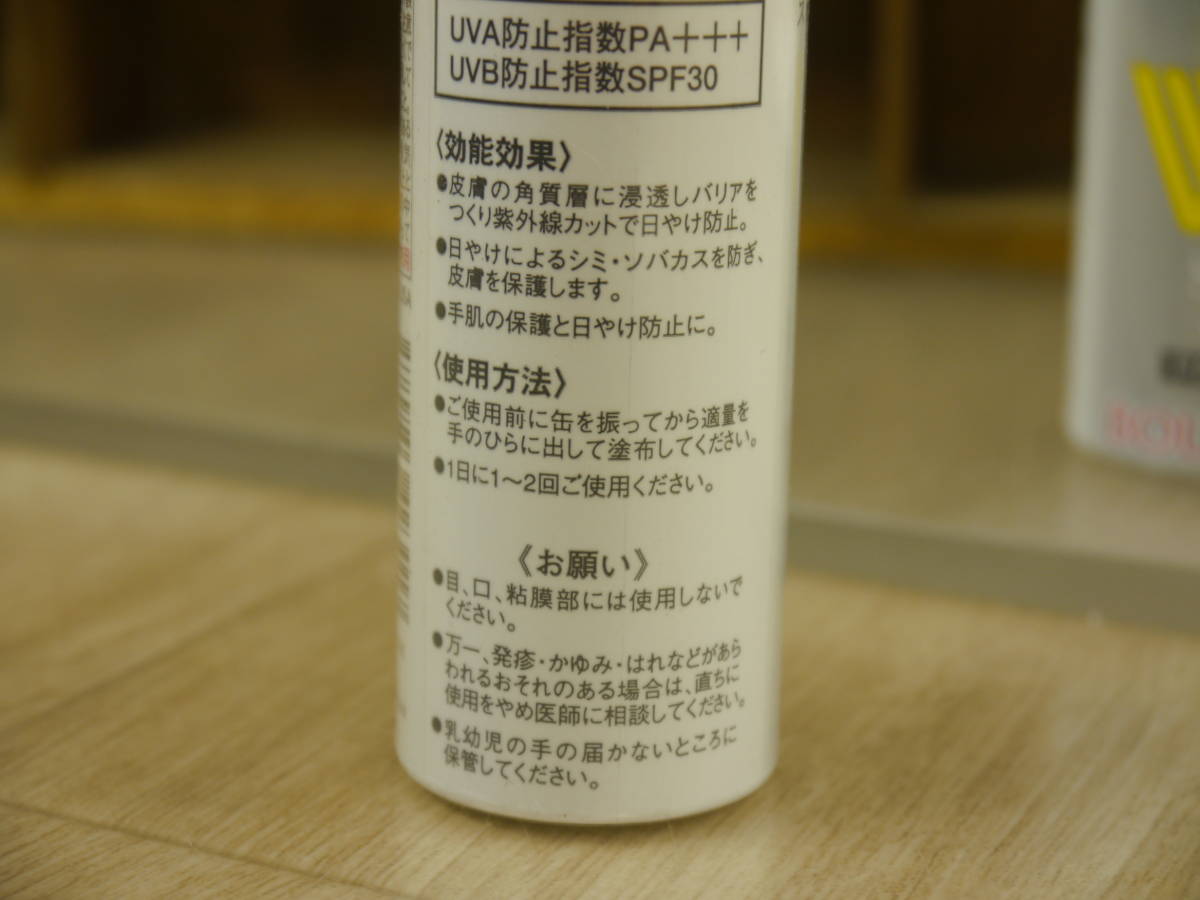 UVA防止指数PA+++
UVB防止指数SPF30
〈効能効果〉
●皮膚の角質層に浸透しバリアを
つくり紫外線カットで日やけ防止。
●日やけによるシミ・ソバカスを防ぎ、
皮膚を保護します。
●手肌の保護と日やけ防止に。
〈使用方法〉
●ご使用前に缶を振ってから適量を
手のひらに出して塗布してください。
●1日に1〜2回ご使用ください。
《お願い》
●目、口、粘膜部には使用しないで
ください。
●万一、発疹・かゆみ・はれなどがあら
われるおそれのある場合は、直ちに
使用をやめ医師に相談してください。
●乳幼児の手の届かないところに
保管してください。